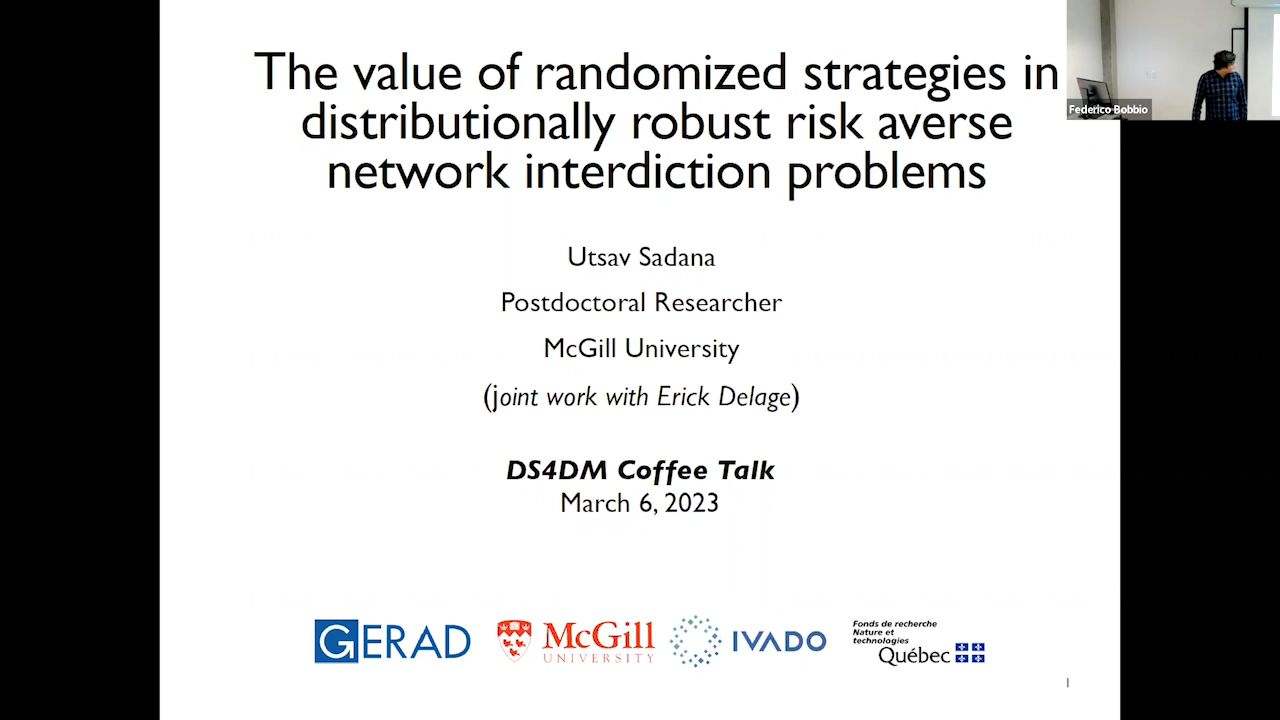 The value of randomized strategies in
distributionally robust risk averse
network interdiction problems
Federico Bobbio
Utsav Sadana
Postdoctoral Researcher
McGill University
(joint work with Erick Delage)
DS4DM Coffee Talk
March 6, 2023
GERAD
McGill
UNIVERSITY
IVADO
Fonds de recherche
Nature et
technologies
Québec
1